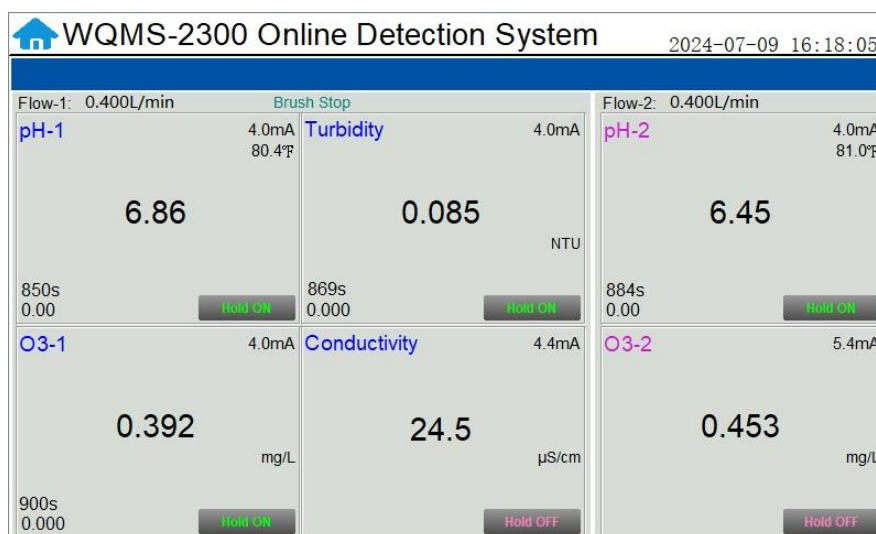 WQMS-2300 Online Detection System
2024-07-09 16:18:05
Flow-1: 0.400L/min
Brush Stop
Flow-2: 0.400L/min
pH-1
4.0mA
80.4℉
6.86
850s
0.00
Hold ON
Turbidity
4.0mA
0.085
NTU
869s
0.000
Hold ON
pH-2
4.0mA
81.0℉
6.45
884s
0.00
Hold ON
O3-1
4.0mA
0.392
mg/L
900s
0.000
Hold ON
Conductivity
4.4mA
24.5
µS/cm
Hold OFF
O3-2
5.4mA
0.453
mg/L
Hold OFF